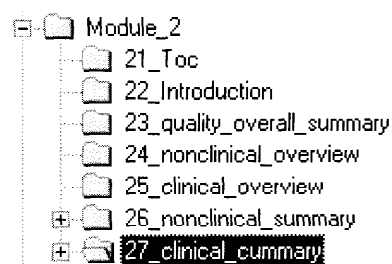 Module_2
21_Toc
22_Introduction
23_quality_overall_summary
24_nonclinical_overview
25_clinical_overview
26_nonclinical_summary
27_clinical_cummary